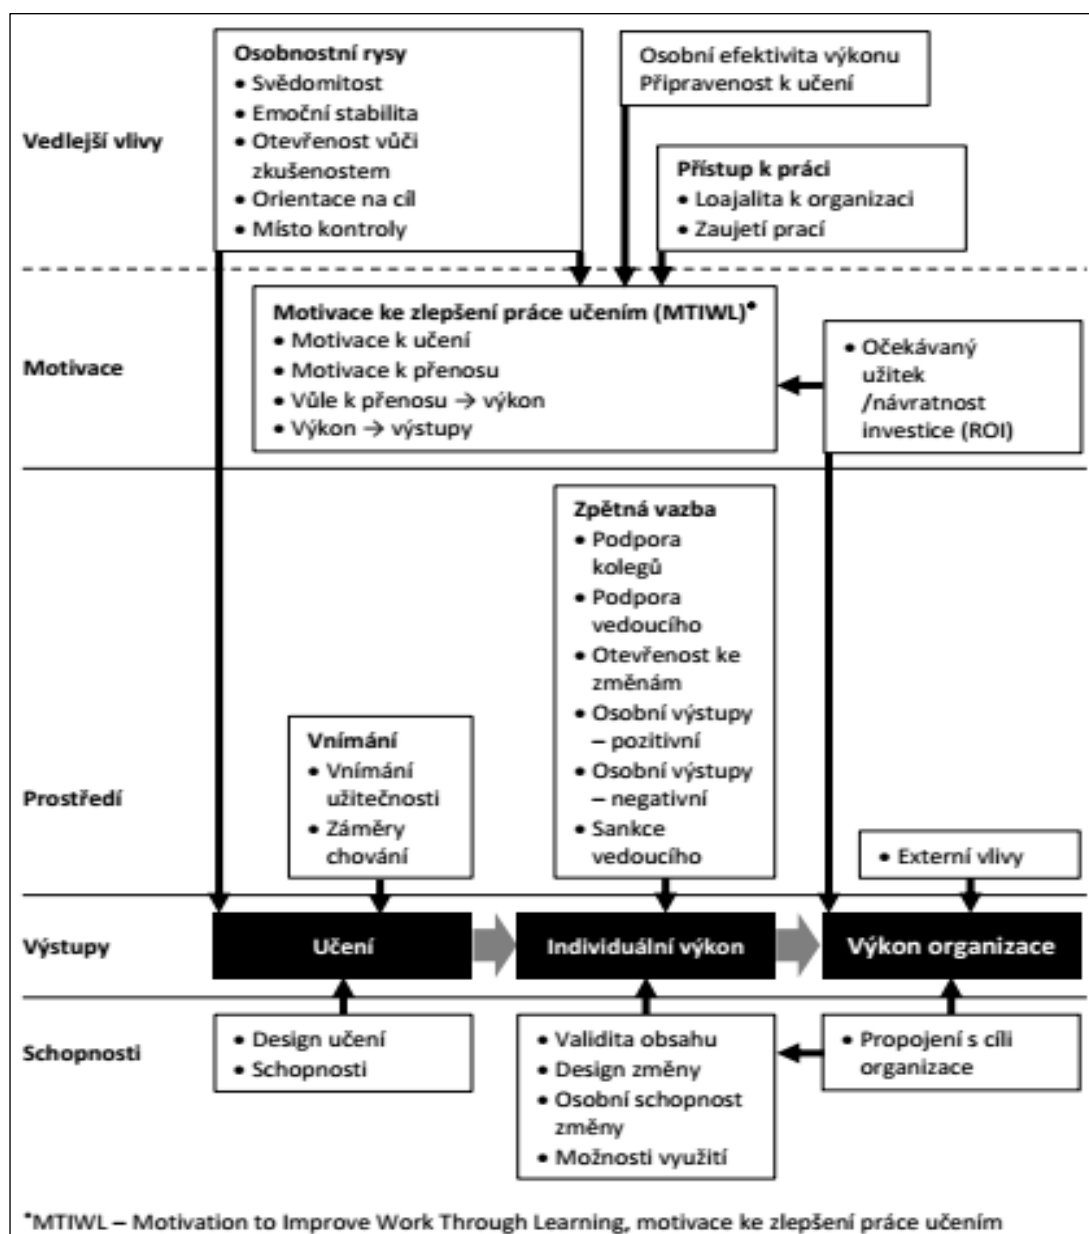 Osobnostní rysy
• Svědomitost
• Emoční stabilita
• Otevřenost vůči
zkušenostem
• Orientace na cíl
• Místo kontroly
Osobní efektivita výkonu
Připravenost k učení
Vedlejší vlivy
Přístup k práci
• Loajalita k organizaci
• Zaujetí prací
Motivace ke zlepšení práce učením (MTIWL)•
• Motivace k učení
• Motivace k přenosu
• Vůle k přenosu → výkon
• Výkon → výstupy
Motivace
• Očekávaný
užitek
/návratnost
investice (ROI)
Zpětná vazba
• Podpora
kolegů
• Podpora
vedoucího
• Otevřenost ke
změnám
• Osobní výstupy
– pozitivní
• Osobní výstupy
– negativní
• Sankce
vedoucího
Vnímání
• Vnímání
užitečnosti
• Záměry
chování
Prostředí
• Externí vlivy
Výstupy
Učení
Individuální výkon
Výkon organizace
Schopnosti
• Design učení
• Schopnosti
• Validita obsahu
• Design změny
• Osobní schopnost
změny
• Možnosti využití
• Propojení s cíli
organizace
•MTIWL – Motivation to Improve Work Through Learning, motivace ke zlepšení práce učením